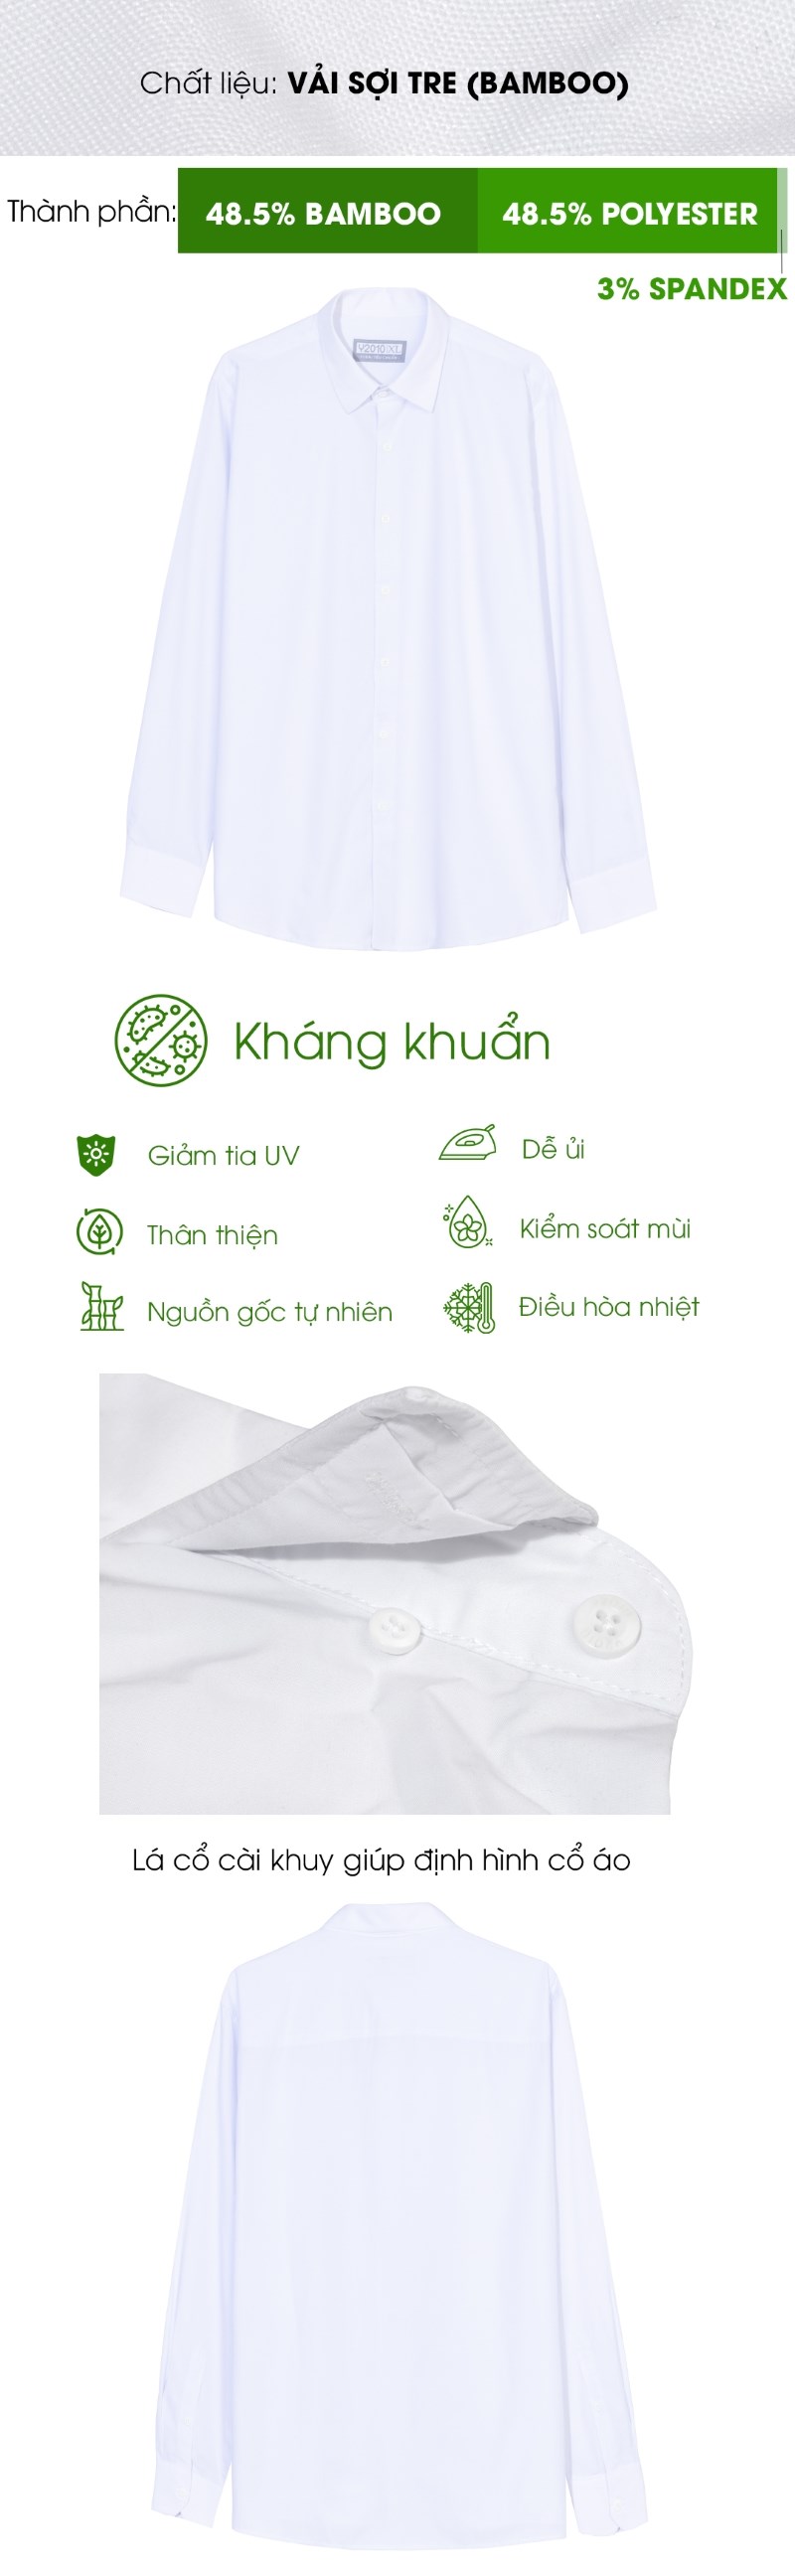 Chất liệu: VẢI SỢI TRE (BAMBOO)
Thành phần: 48.5% BAMBOO 48.5% POLYESTER
3% SPANDEX
Kháng khuẩn
Giảm tia UV
Dễ ủi
Thân thiện
Kiểm soát mùi
Nguồn gốc tự nhiên
Điều hòa nhiệt
Lá cổ cài khuy giúp định hình cổ áo